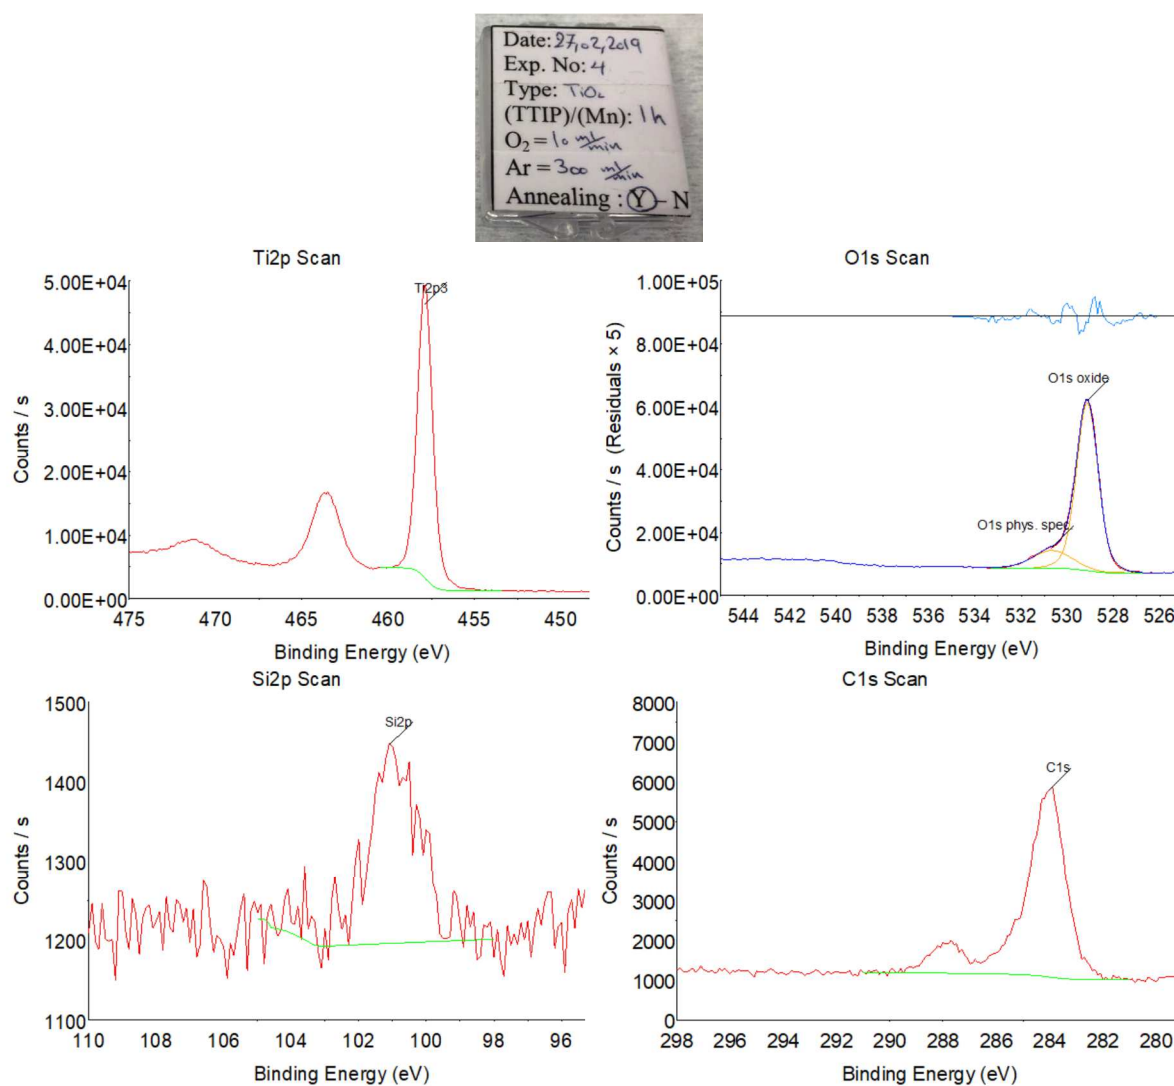 Date: 27,02,2019
Exp. No: 4
Type: TiO₂
(TTIP)/(Mn): 1h
O₂ = 10 ml/min
Ar = 300 ml/min
Annealing : Y - N
Ti2p Scan
5.00E+04
4.00E+04
3.00E+04
2.00E+04
1.00E+04
0.00E+00
Counts / s
Ti2p3
475 470 465 460 455 450
Binding Energy (eV)
O1s Scan
1.00E+05
8.00E+04
6.00E+04
4.00E+04
2.00E+04
0.00E+00
Counts / s (Residuals × 5)
O1s oxide
O1s phys. spec
544 542 540 538 536 534 532 530 528 526
Binding Energy (eV)
Si2p Scan
1500
1400
1300
1200
1100
Counts / s
Si2p
110 108 106 104 102 100 98 96
Binding Energy (eV)
C1s Scan
8000
7000
6000
5000
4000
3000
2000
1000
0
Counts / s
C1s
298 296 294 292 290 288 286 284 282 280
Binding Energy (eV)